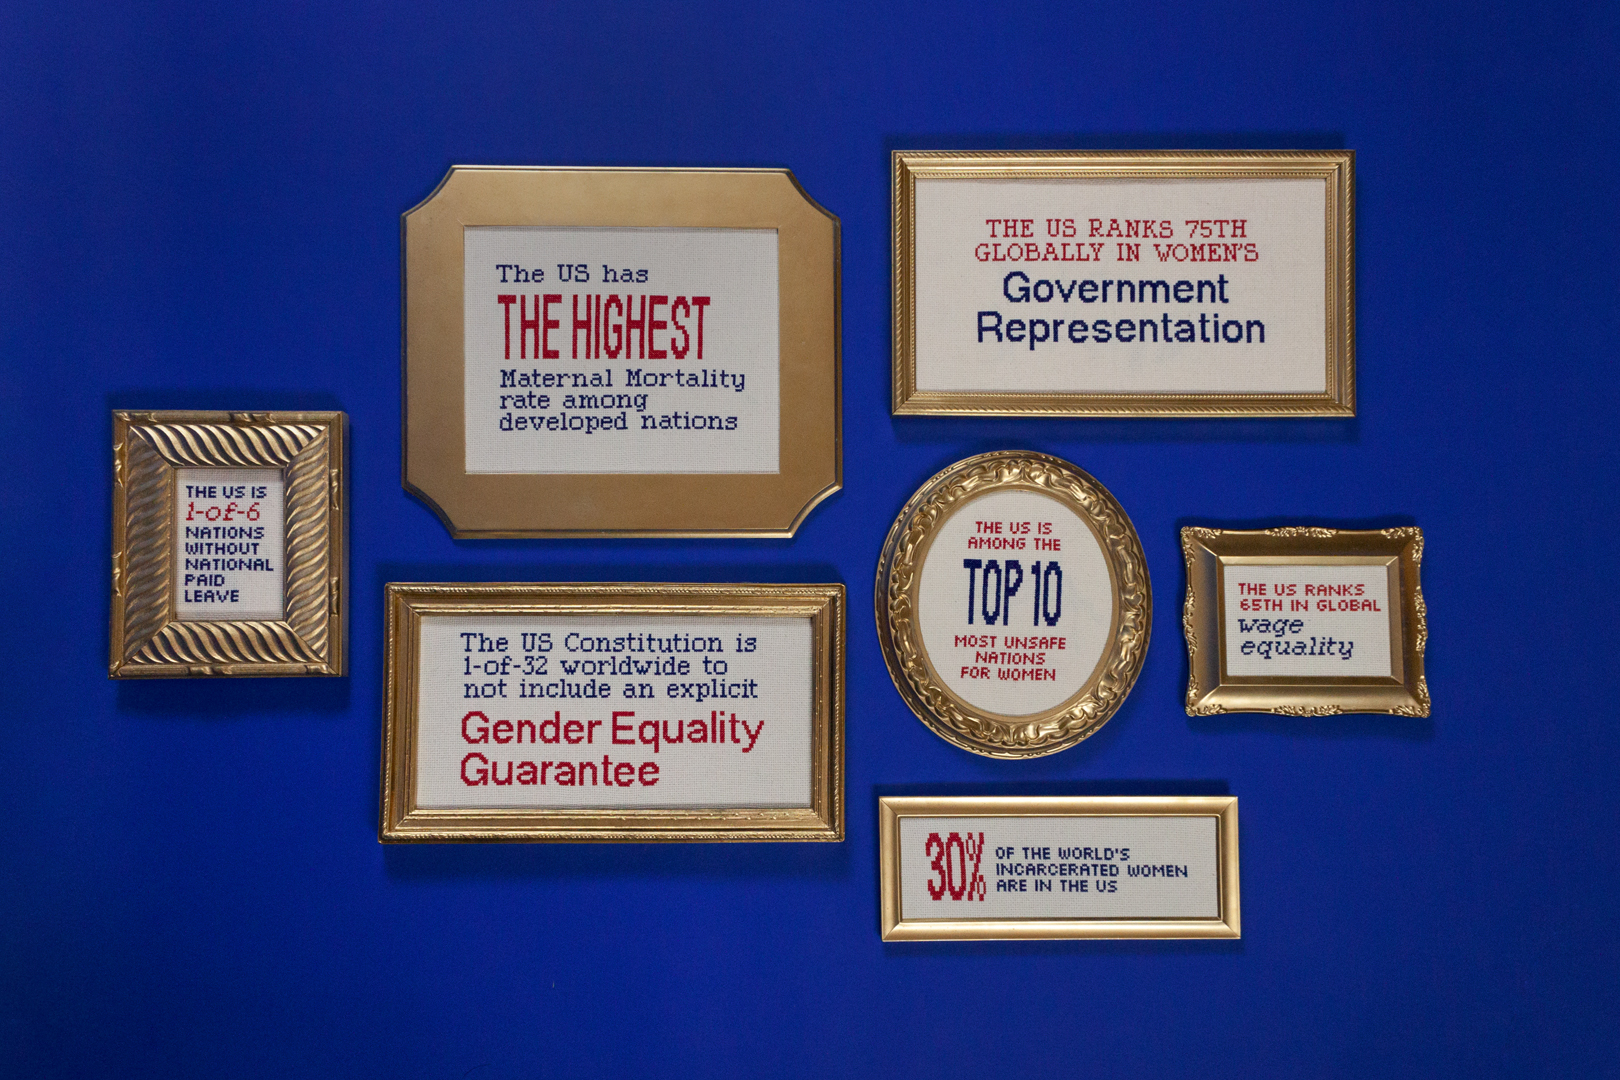 THE US IS
1-of-6
NATIONS
WITHOUT
NATIONAL
PAID
LEAVE
The US has
THE HIGHEST
Maternal Mortality
rate among
developed nations
The US Constitution is
1-of-32 worldwide to
not include an explicit
Gender Equality
Guarantee
THE US RANKS 75TH
GLOBALLY IN WOMEN'S
Government
Representation
THE US IS
AMONG THE
TOP 10
MOST UNSAFE
NATIONS
FOR WOMEN
THE US RANKS
65TH IN GLOBAL
wage
equality
30%
OF THE WORLD'S
INCARCERATED WOMEN
ARE IN THE US